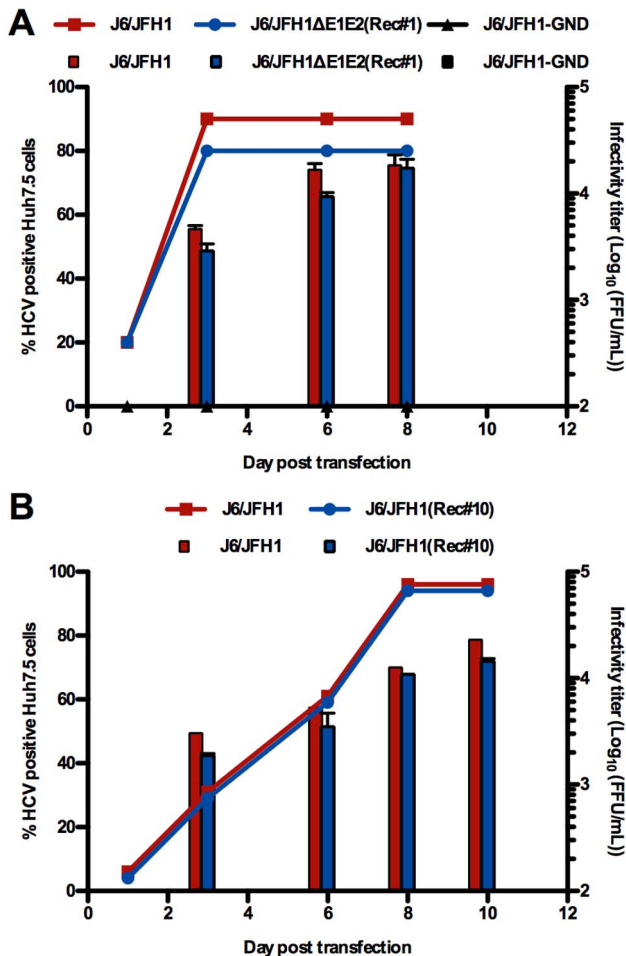 A
J6/JFH1 J6/JFH1ΔE1E2(Rec#1) J6/JFH1-GND
J6/JFH1 J6/JFH1ΔE1E2(Rec#1) J6/JFH1-GND
% HCV positive Huh7.5 cells
100
80
60
40
20
0
Infectivity titer (Log10 (FFU/mL))
5
4
3
2
0 2 4 6 8 10 12
Day post transfection
B
J6/JFH1 J6/JFH1(Rec#10)
J6/JFH1 J6/JFH1(Rec#10)
% HCV positive Huh7.5 cells
100
80
60
40
20
0
Infectivity titer (Log10 (FFU/mL))
5
4
3
2
0 2 4 6 8 10 12
Day post transfection